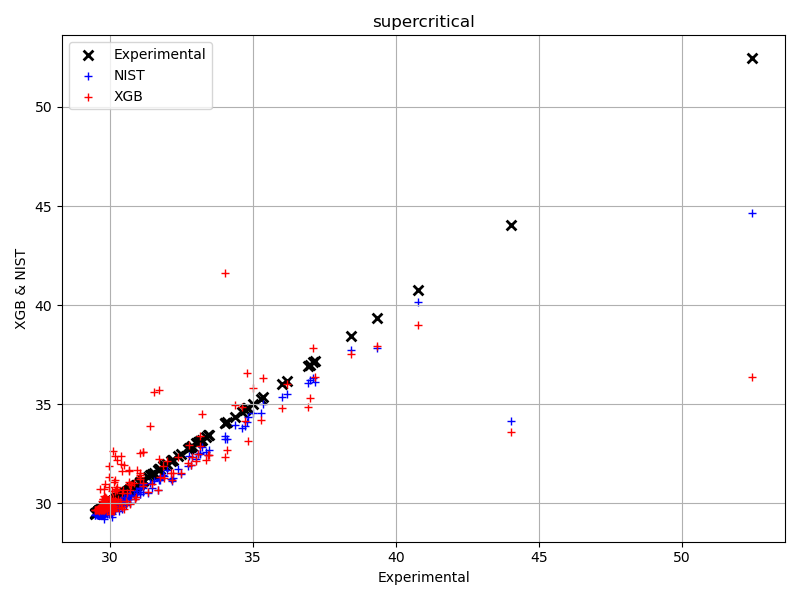 supercritical
Experimental
NIST
XGB
XGB & NIST
50
45
40
35
30
30 35 40 45 50
Experimental